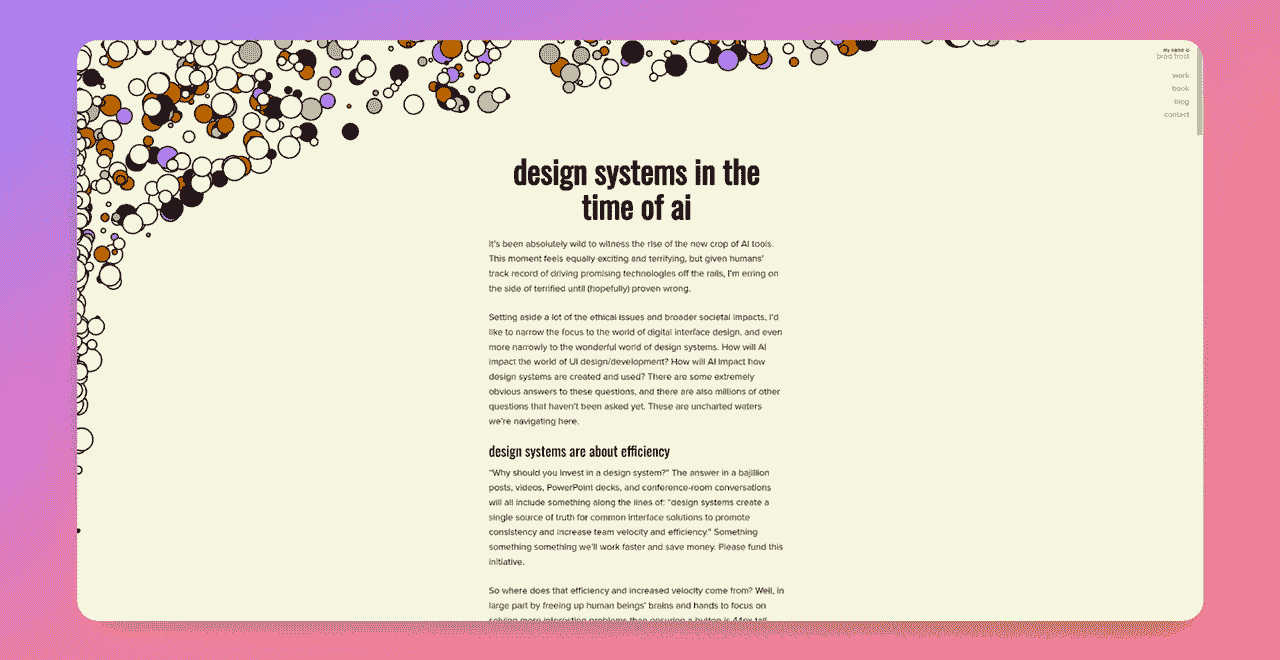 my name is
brad frost
work
book
blog
contact
design systems in the
time of ai
It's been absolutely wild to witness the rise of the new crop of AI tools.
This moment feels equally exciting and terrifying, but given humans'
track record of driving promising technologies off the rails, I'm erring on
the side of terrified until (hopefully) proven wrong.
Setting aside a lot of the ethical issues and broader societal impacts, I'd
like to narrow the focus to the world of digital interface design, and even
more narrowly to the wonderful world of design systems. How will AI
impact the world of UI design/development? How will AI impact how
design systems are created and used? There are some extremely
obvious answers to these questions, and there are also millions of other
questions that haven't been asked yet. These are uncharted waters
we're navigating here.
design systems are about efficiency
“Why should you invest in a design system?” The answer in a bajillion
posts, videos, PowerPoint decks, and conference-room conversations
will all include something along the lines of: “design systems create a
single source of truth for common interface solutions to promote
consistency and increase team velocity and efficiency.” Something
something something we'll work faster and save money. Please fund this
initiative.
So where does that efficiency and increased velocity come from? Well, in
large part by freeing up human beings' brains and hands to focus on
solving more interesting problems than ensuring a button is 44px tall